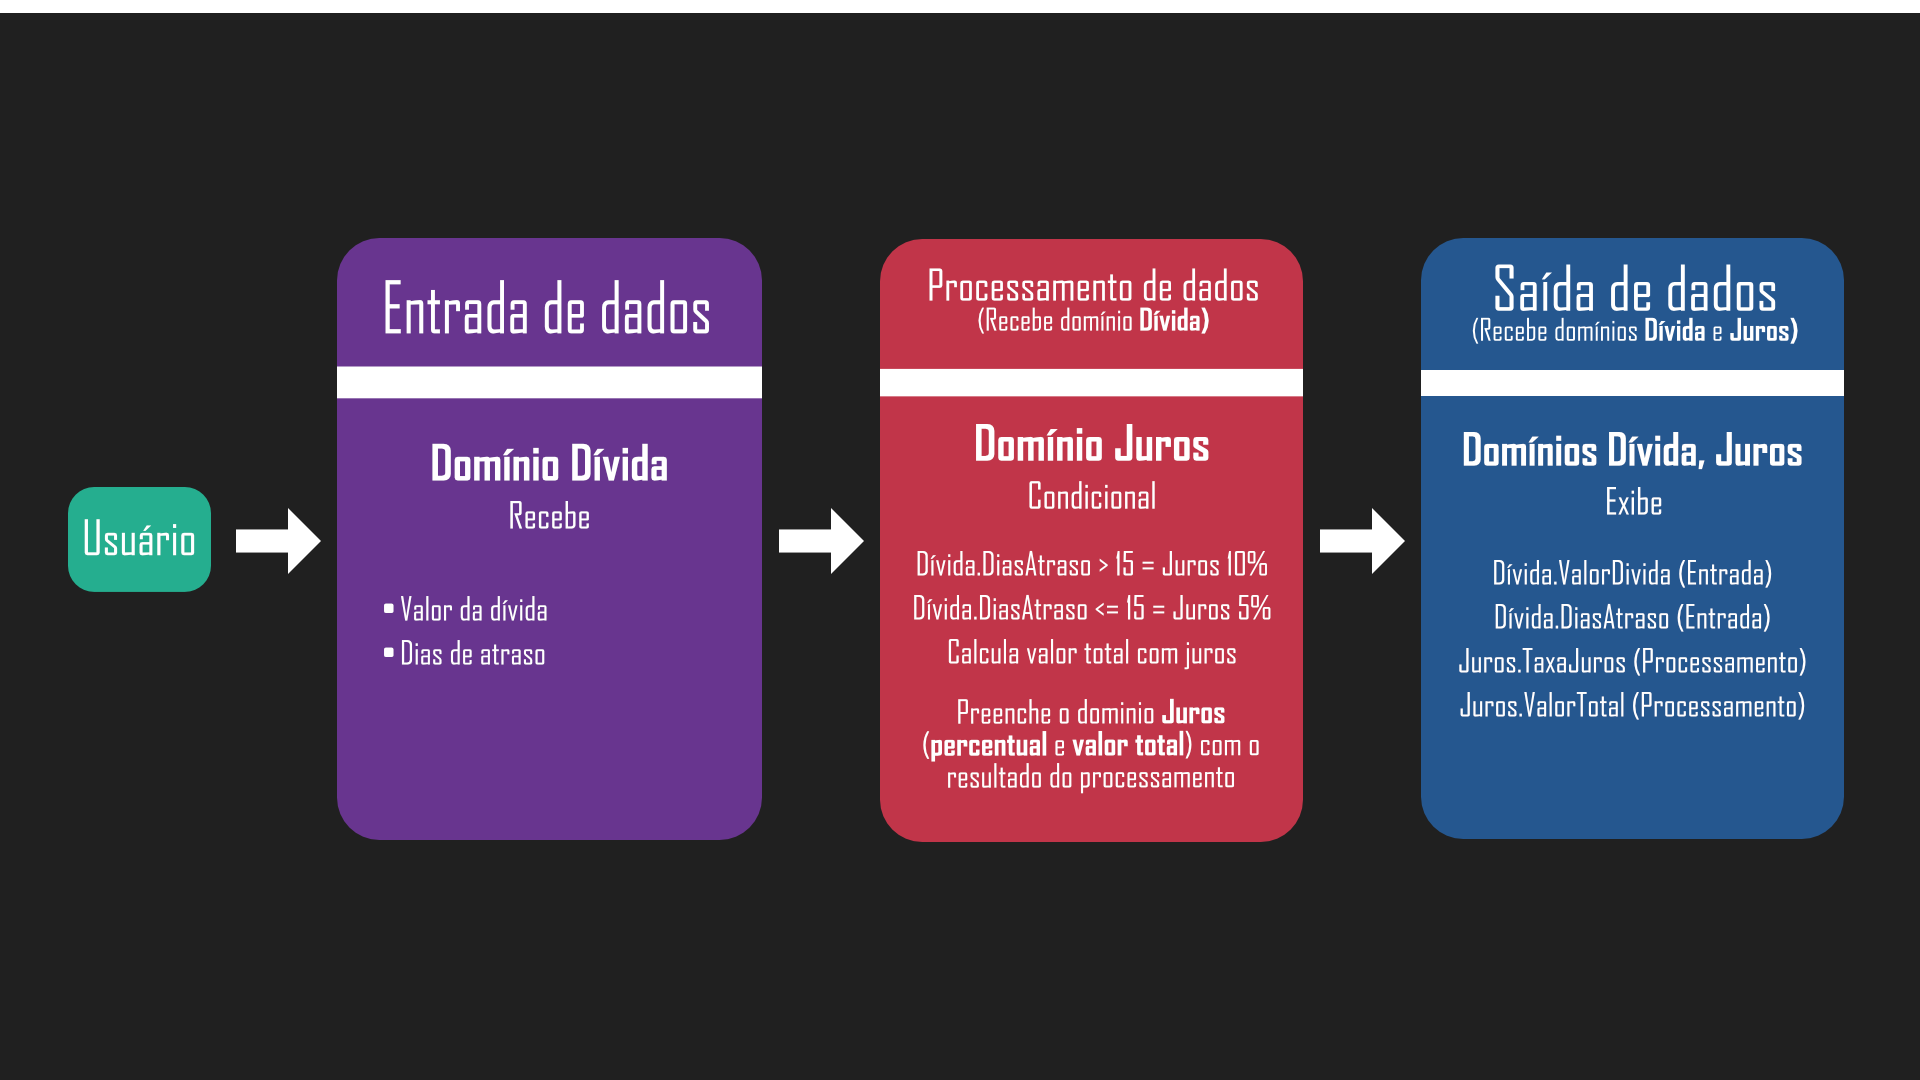 Usuário
Entrada de dados
Domínio Dívida
Recebe
▪ Valor da dívida
▪ Dias de atraso
Processamento de dados
(Recebe domínio Dívida)
Domínio Juros
Condicional
Dívida.DiasAtraso > 15 = Juros 10%
Dívida.DiasAtraso <= 15 = Juros 5%
Calcula valor total com juros
Preenche o dominio Juros
(percentual e valor total) com o
resultado do processamento
Saída de dados
(Recebe domínios Dívida e Juros)
Domínios Dívida, Juros
Exibe
Dívida.ValorDivida (Entrada)
Dívida.DiasAtraso (Entrada)
Juros.TaxaJuros (Processamento)
Juros.ValorTotal (Processamento)